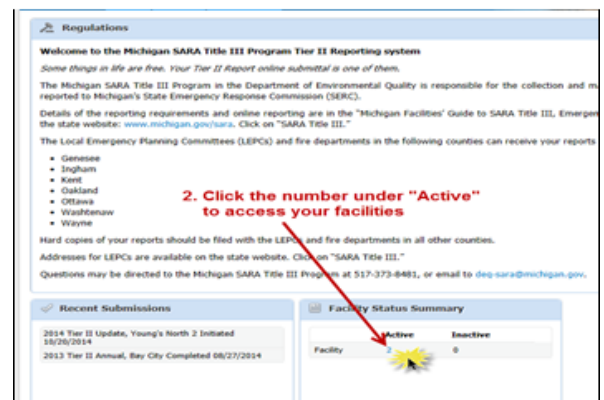 Regulations
Welcome to the Michigan SARA Title III Program Tier II Reporting system
Some things in life are free. Your Tier II Report online submittal is one of them.
The Michigan SARA Title III Program in the Department of Environmental Quality is responsible for the collection and
reported to Michigan's State Emergency Response Commission (SERC).
Details of the reporting requirements and online reporting are in the "Michigan Facilities' Guide to SARA Title III,
the state website: www.michigan.gov/sara. Click on "SARA Title III."
The Local Emergency Planning Committees (LEPCs) and fire departments in the following counties can receive your reports
• Genesee
• Ingham
• Kent
• Oakland
• Ottawa
• Washtenaw
• Wayne
2. Click the number under "Active"
to access your facilities
Hard copies of your reports should be filed with the LEPCs and fire departments in all other counties.
Addresses for LEPCs are available on the state website. Click on "SARA Title III."
Questions may be directed to the Michigan SARA Title III Program at 517-373-8481, or email to deq-sara@michigan.gov.
Recent Submissions
2014 Tier II Update, Young's North 2 Initiated
10/20/2014
2013 Tier II Annual, Bay City Completed 08/27/2014
Facility Status Summary
Active Inactive
Facility 2 0